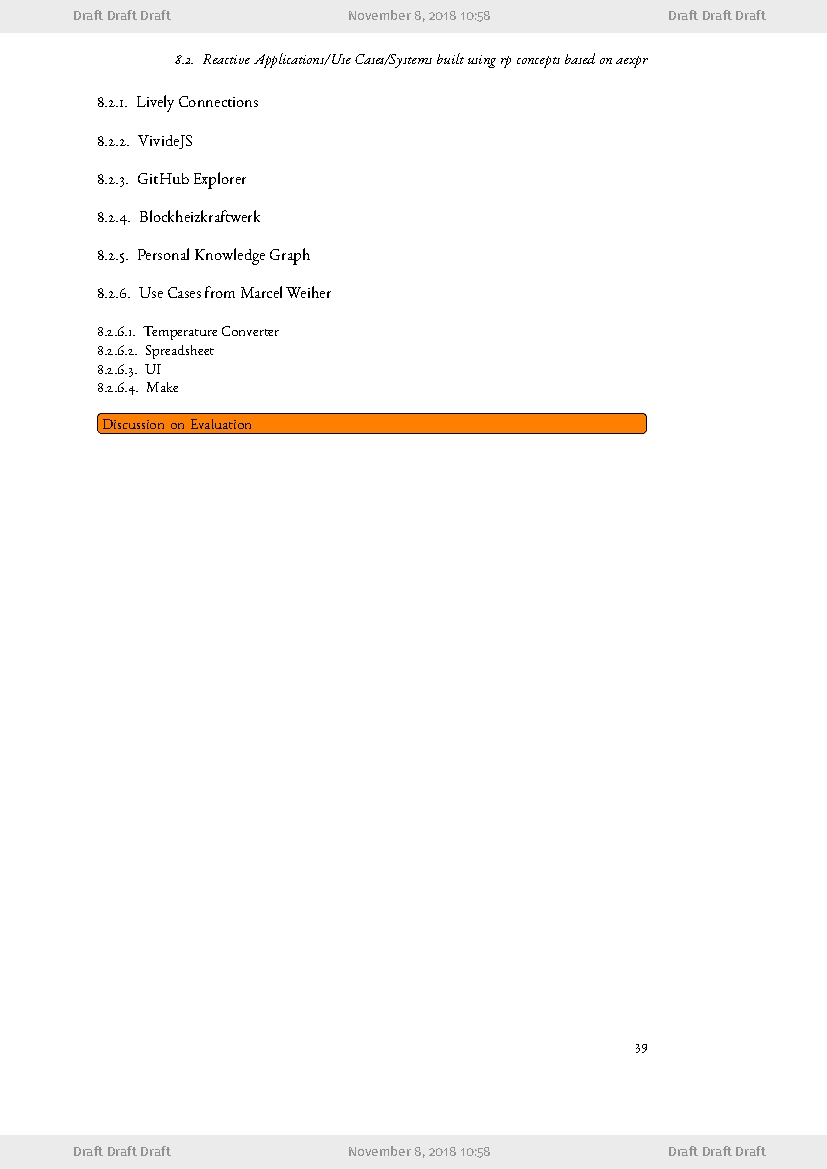 Draft Draft Draft November 8, 2018 10:58 Draft Draft Draft
8.2. Reactive Applications/Use Cases/Systems built using rp concepts based on aexpr
8.2.1. Lively Connections
8.2.2. VivideJS
8.2.3. GitHub Explorer
8.2.4. Blockheizkraftwerk
8.2.5. Personal Knowledge Graph
8.2.6. Use Cases from Marcel Weiher
8.2.6.1. Temperature Converter
8.2.6.2. Spreadsheet
8.2.6.3. UI
8.2.6.4. Make
Discussion on Evaluation
39
Draft Draft Draft November 8, 2018 10:58 Draft Draft Draft